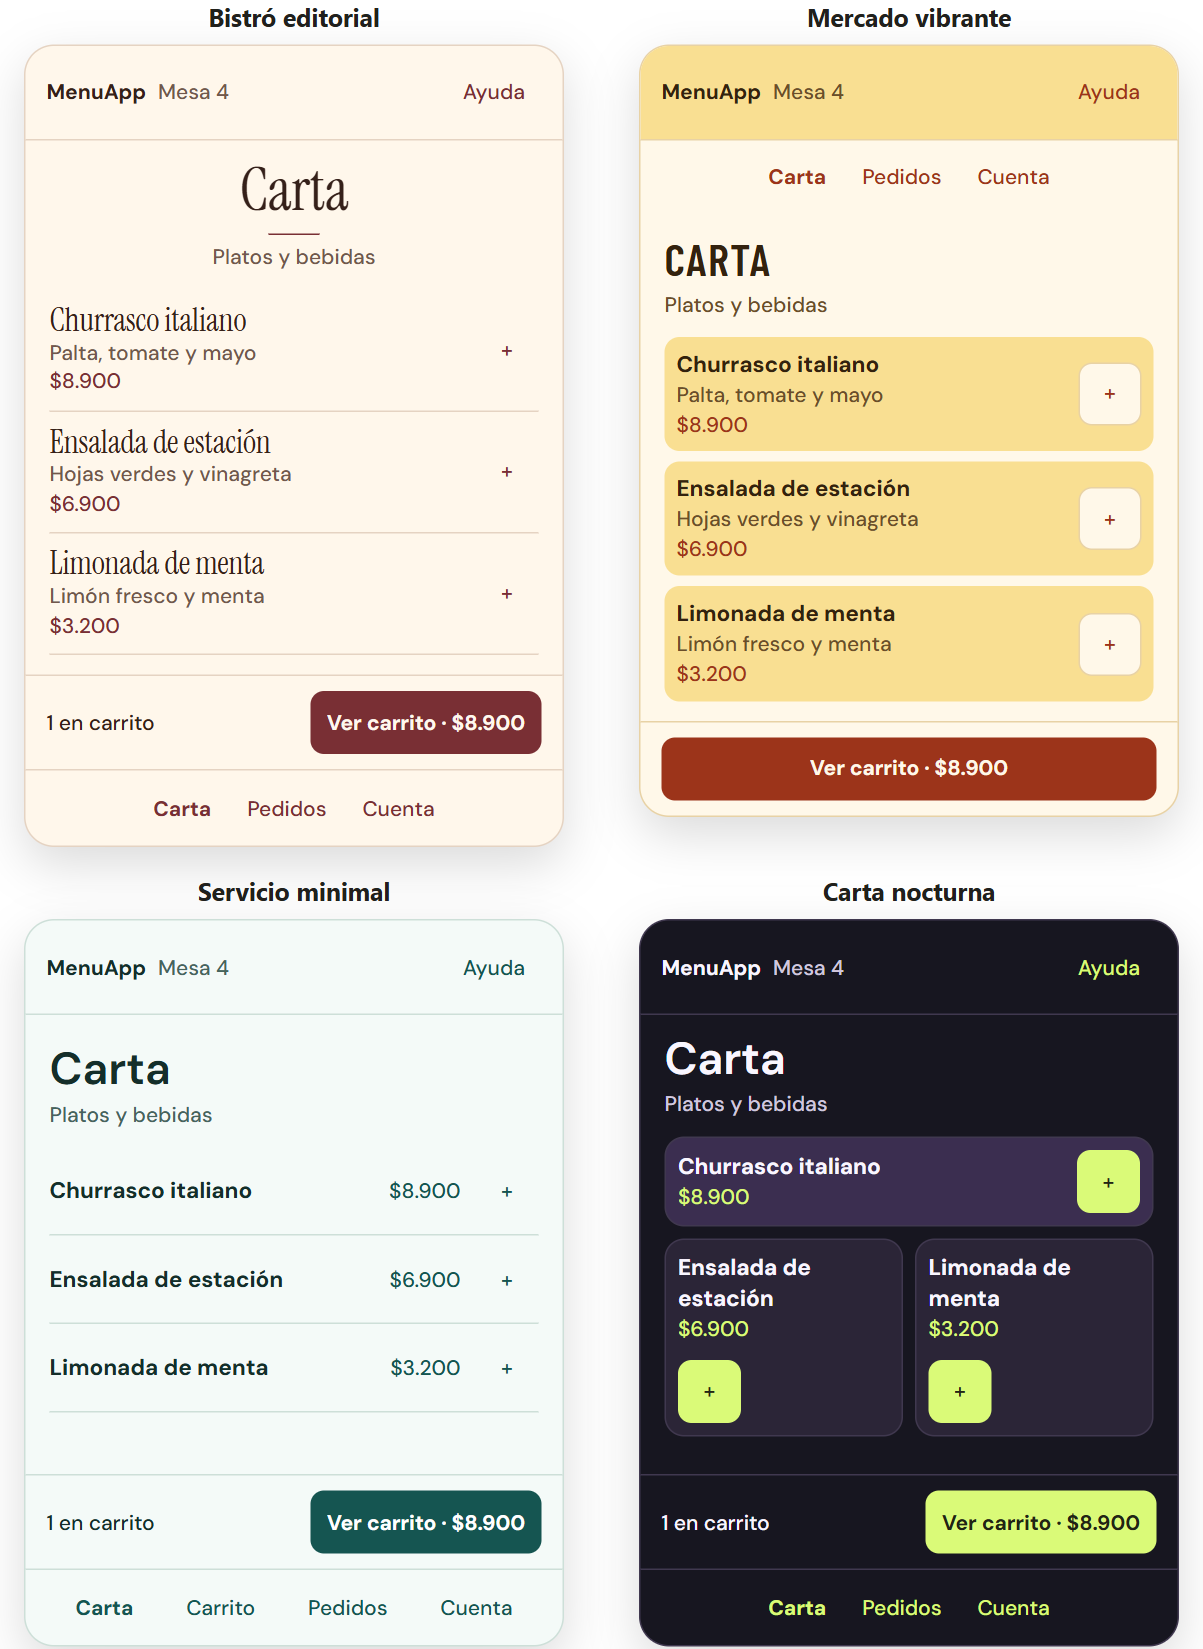 Bistró editorial
MenuApp Mesa 4 Ayuda
Carta
Platos y bebidas
Churrasco italiano
Palta, tomate y mayo
+
$8.900
Ensalada de estación
Hojas verdes y vinagreta
+
$6.900
Limonada de menta
Limón fresco y menta
+
$3.200
1 en carrito Ver carrito · $8.900
Carta Pedidos Cuenta
Mercado vibrante
MenuApp Mesa 4 Ayuda
Carta Pedidos Cuenta
CARTA
Platos y bebidas
Churrasco italiano
Palta, tomate y mayo
+
$8.900
Ensalada de estación
Hojas verdes y vinagreta
+
$6.900
Limonada de menta
Limón fresco y menta
+
$3.200
Ver carrito · $8.900
Servicio minimal
MenuApp Mesa 4 Ayuda
Carta
Platos y bebidas
Churrasco italiano $8.900 +
Ensalada de estación $6.900 +
Limonada de menta $3.200 +
1 en carrito Ver carrito · $8.900
Carta Carrito Pedidos Cuenta
Carta nocturna
MenuApp Mesa 4 Ayuda
Carta
Platos y bebidas
Churrasco italiano
$8.900
+
Ensalada de
estación
$6.900
+
Limonada de
menta
$3.200
+
1 en carrito Ver carrito · $8.900
Carta Pedidos Cuenta